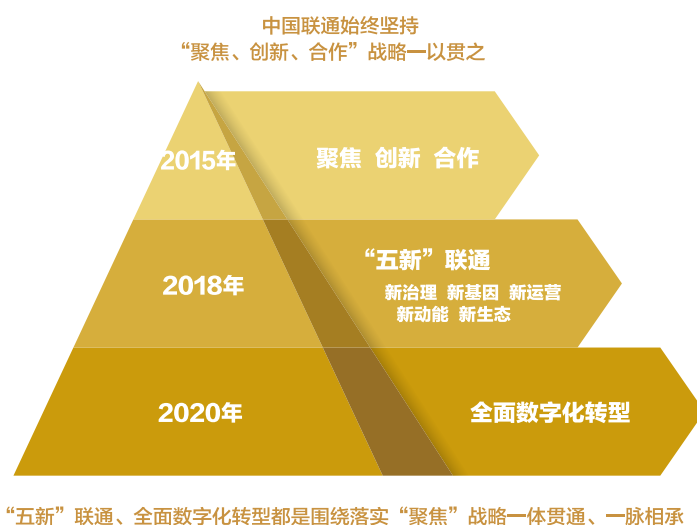 中国联通始终坚持
“聚焦、创新、合作”战略一以贯之
2015年
聚焦 创新 合作
2018年
“五新”联通
新治理 新基因 新运营
新动能 新生态
2020年
全面数字化转型
“五新”联通、全面数字化转型都是围绕落实“聚焦”战略一体贯通、一脉相承